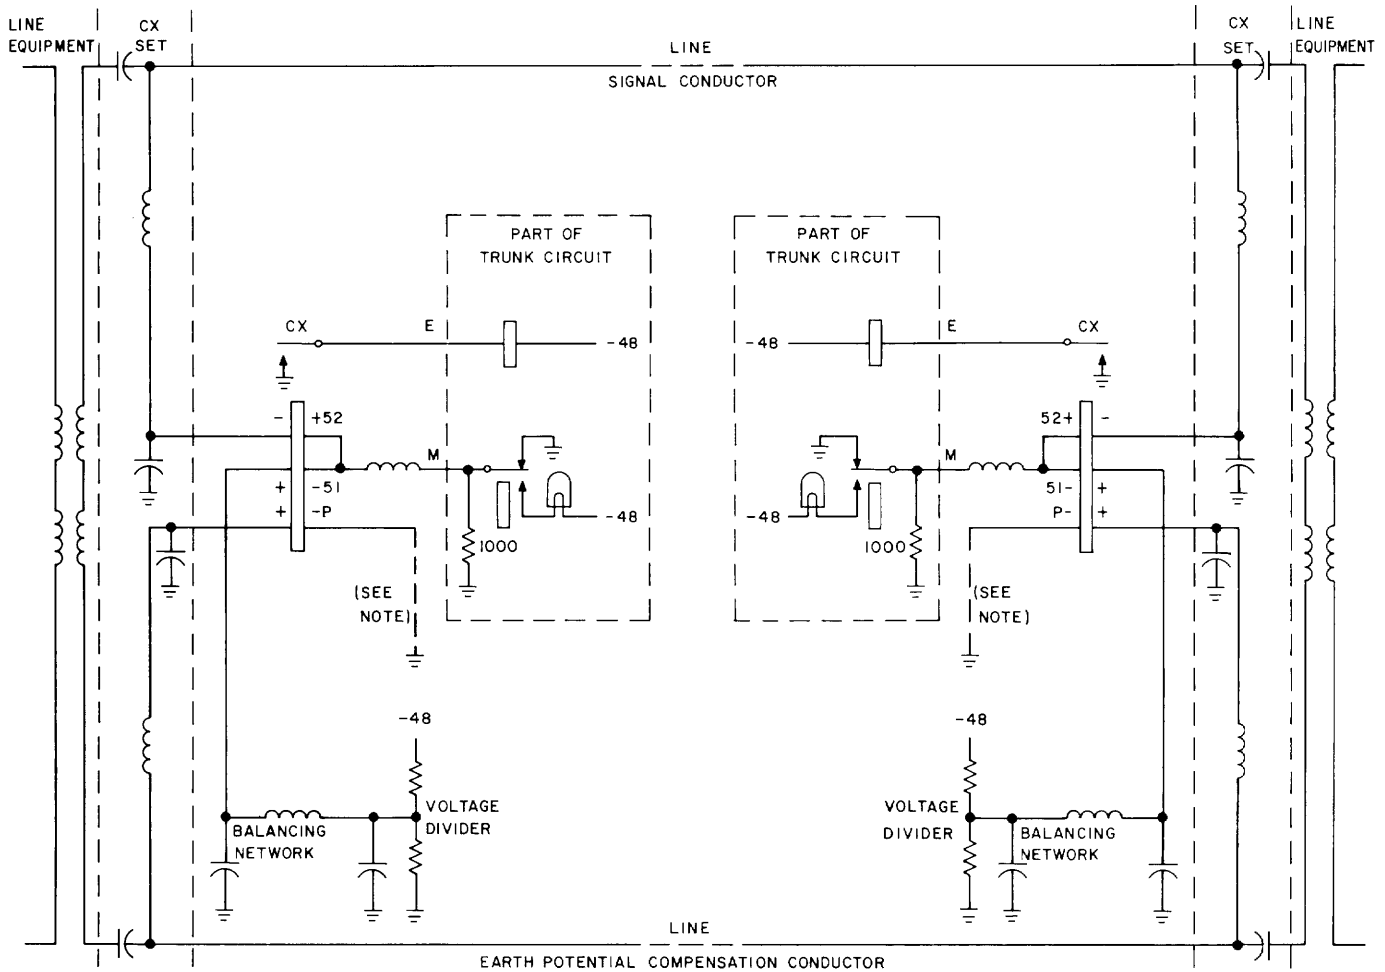 LINE
EQUIPMENT
CX
SET
LINE
SIGNAL CONDUCTOR
CX
SET
LINE
EQUIPMENT
PART OF
TRUNK CIRCUIT
PART OF
TRUNK CIRCUIT
CX
E
-48
-48
E
CX
- +52
52+ -
M
M
+ -51
51- +
+ -P
P- +
-48
-48
1000
1000
(SEE
NOTE)
(SEE
NOTE)
-48
-48
VOLTAGE
DIVIDER
VOLTAGE
DIVIDER
BALANCING
NETWORK
BALANCING
NETWORK
LINE
EARTH POTENTIAL COMPENSATION CONDUCTOR